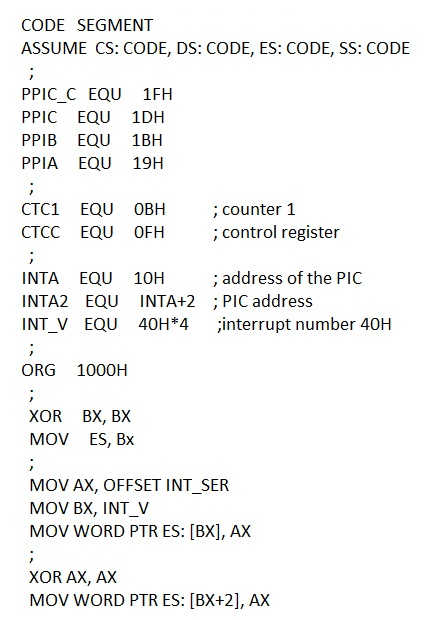 CODE SEGMENT
ASSUME CS: CODE, DS: CODE, ES: CODE, SS: CODE
;
PPIC_C EQU 1FH
PPIC EQU 1DH
PPIB EQU 1BH
PPIA EQU 19H
;
CTC1 EQU 0BH ; counter 1
CTCC EQU 0FH ; control register
;
INTA EQU 10H ; address of the PIC
INTA2 EQU INTA+2 ; PIC address
INT_V EQU 40H*4 ;interrupt number 40H
;
ORG 1000H
;
XOR BX, BX
MOV ES, Bx
;
MOV AX, OFFSET INT_SER
MOV BX, INT_V
MOV WORD PTR ES: [BX], AX
;
XOR AX, AX
MOV WORD PTR ES: [BX+2], AX